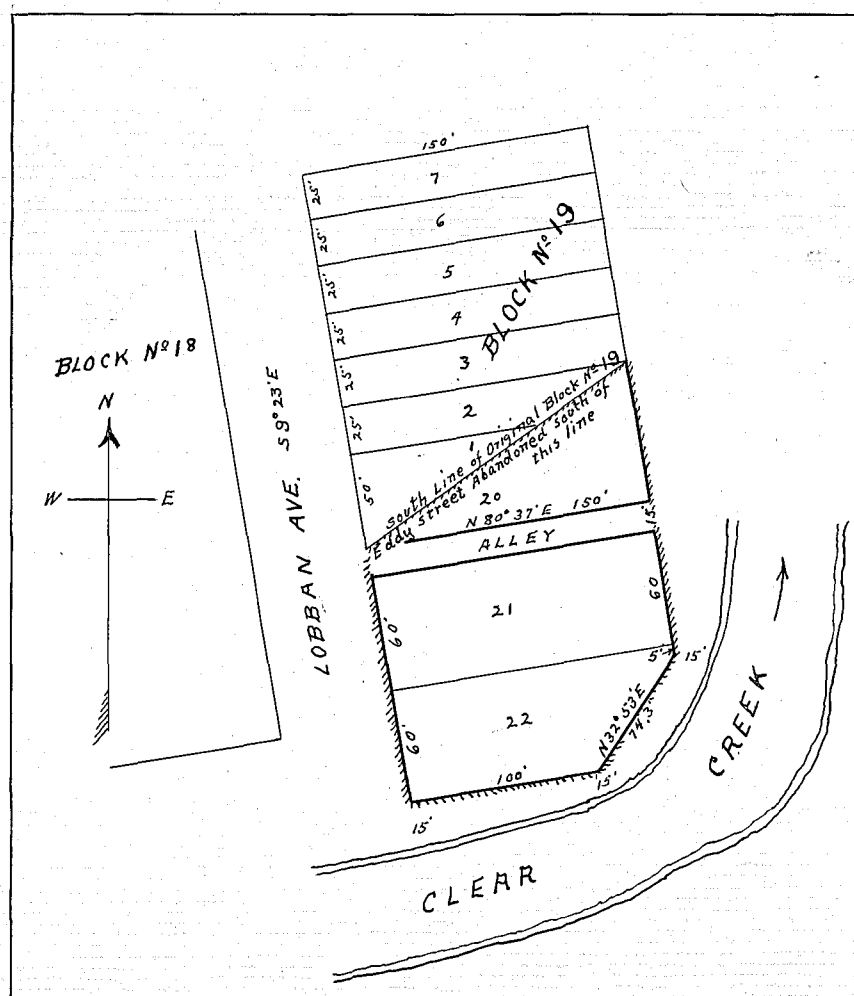 150'
7
25'
6
25'
5
25'
4
25'
3
25'
2
25'
1
50'
BLOCK Nº 19
BLOCK Nº 18
N
W E
LOBBAN AVE. S9°23'E
South Line of Original Block Nº 19
Eddy Street Abandoned south of
this line
20
N 80° 37' E 150'
15'
ALLEY
21
60'
60
5'
15'
22
60'
N32°53'E
74.3'
100'
15'
15'
CLEAR CREEK